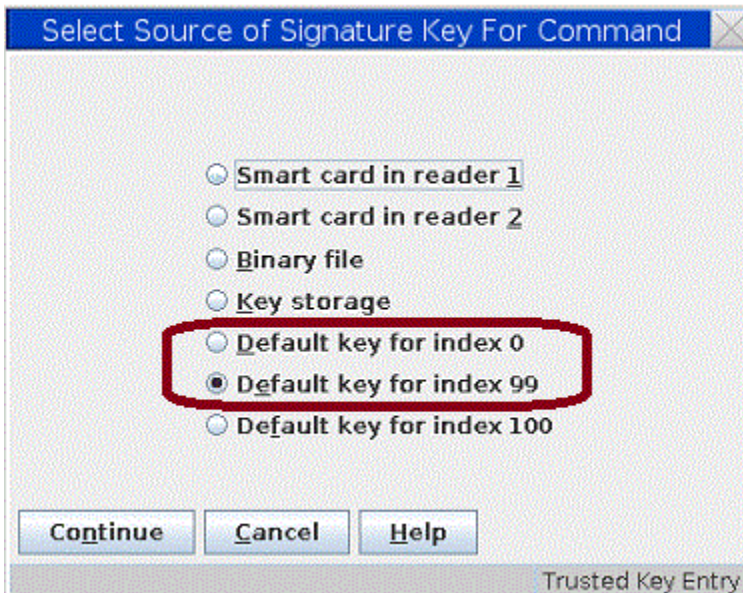 Select Source of Signature Key For Command
Smart card in reader 1
Smart card in reader 2
Binary file
Key storage
Default key for index 0
Default key for index 99
Default key for index 100
Continue Cancel Help
Trusted Key Entry